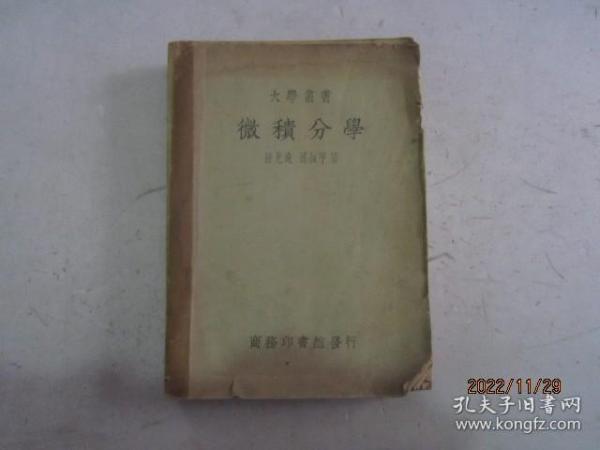 大學叢書
微積分學
商務印書館發行
2022/11/29
孔夫子旧書网
www.kongfz.com